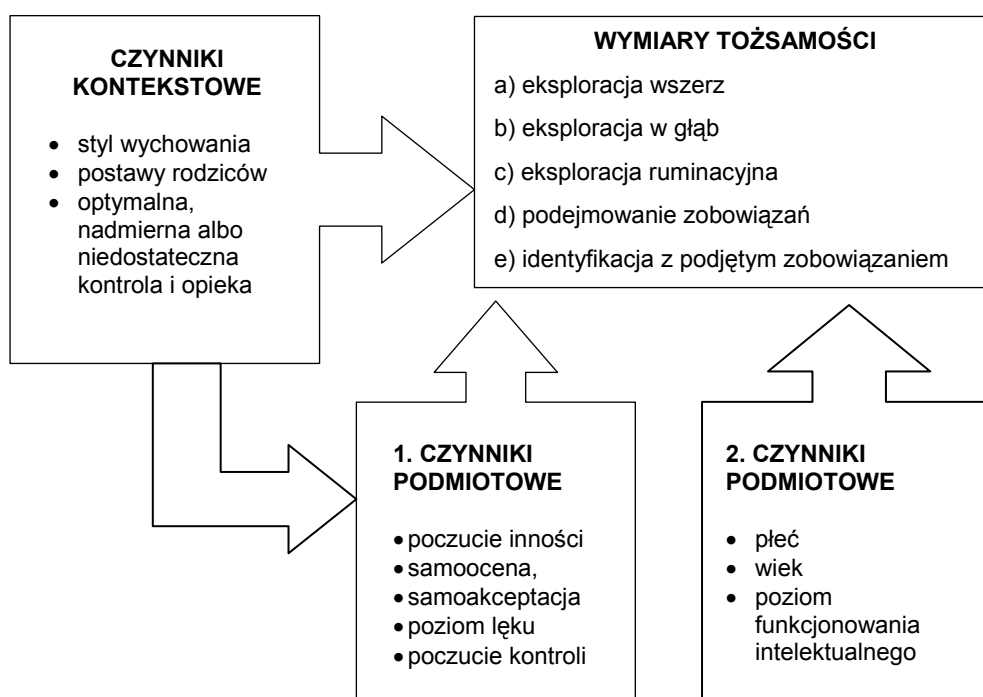 CZYNNIKI
KONTEKSTOWE
• styl wychowania
• postawy rodziców
• optymalna,
nadmierna albo
niedostateczna
kontrola i opieka
WYMIARY TOŻSAMOŚCI
a) eksploracja wszerz
b) eksploracja w głąb
c) eksploracja ruminacyjna
d) podejmowanie zobowiązań
e) identyfikacja z podjętym zobowiązaniem
1. CZYNNIKI
PODMIOTOWE
• poczucie inności
• samoocena,
• samoakceptacja
• poziom lęku
• poczucie kontroli
2. CZYNNIKI
PODMIOTOWE
• płeć
• wiek
• poziom
funkcjonowania
intelektualnego